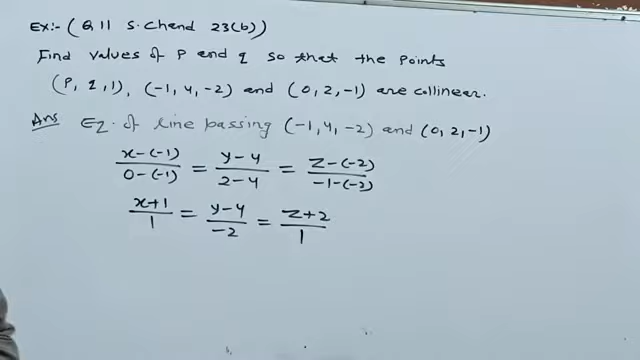 Ex:- (Q 11 S. Chand 23(b))
Find values of P and q so that the points
(P, q, 1), (-1, 4, -2) and (0, 2, -1) are collinear.
Ans Eq. of line passing (-1, 4, -2) and (0, 2, -1)
x-(-1)/0-(-1) = y-4/2-4 = z-(-2)/-1-(-2)
x+1/1 = y-4/-2 = z+2/1